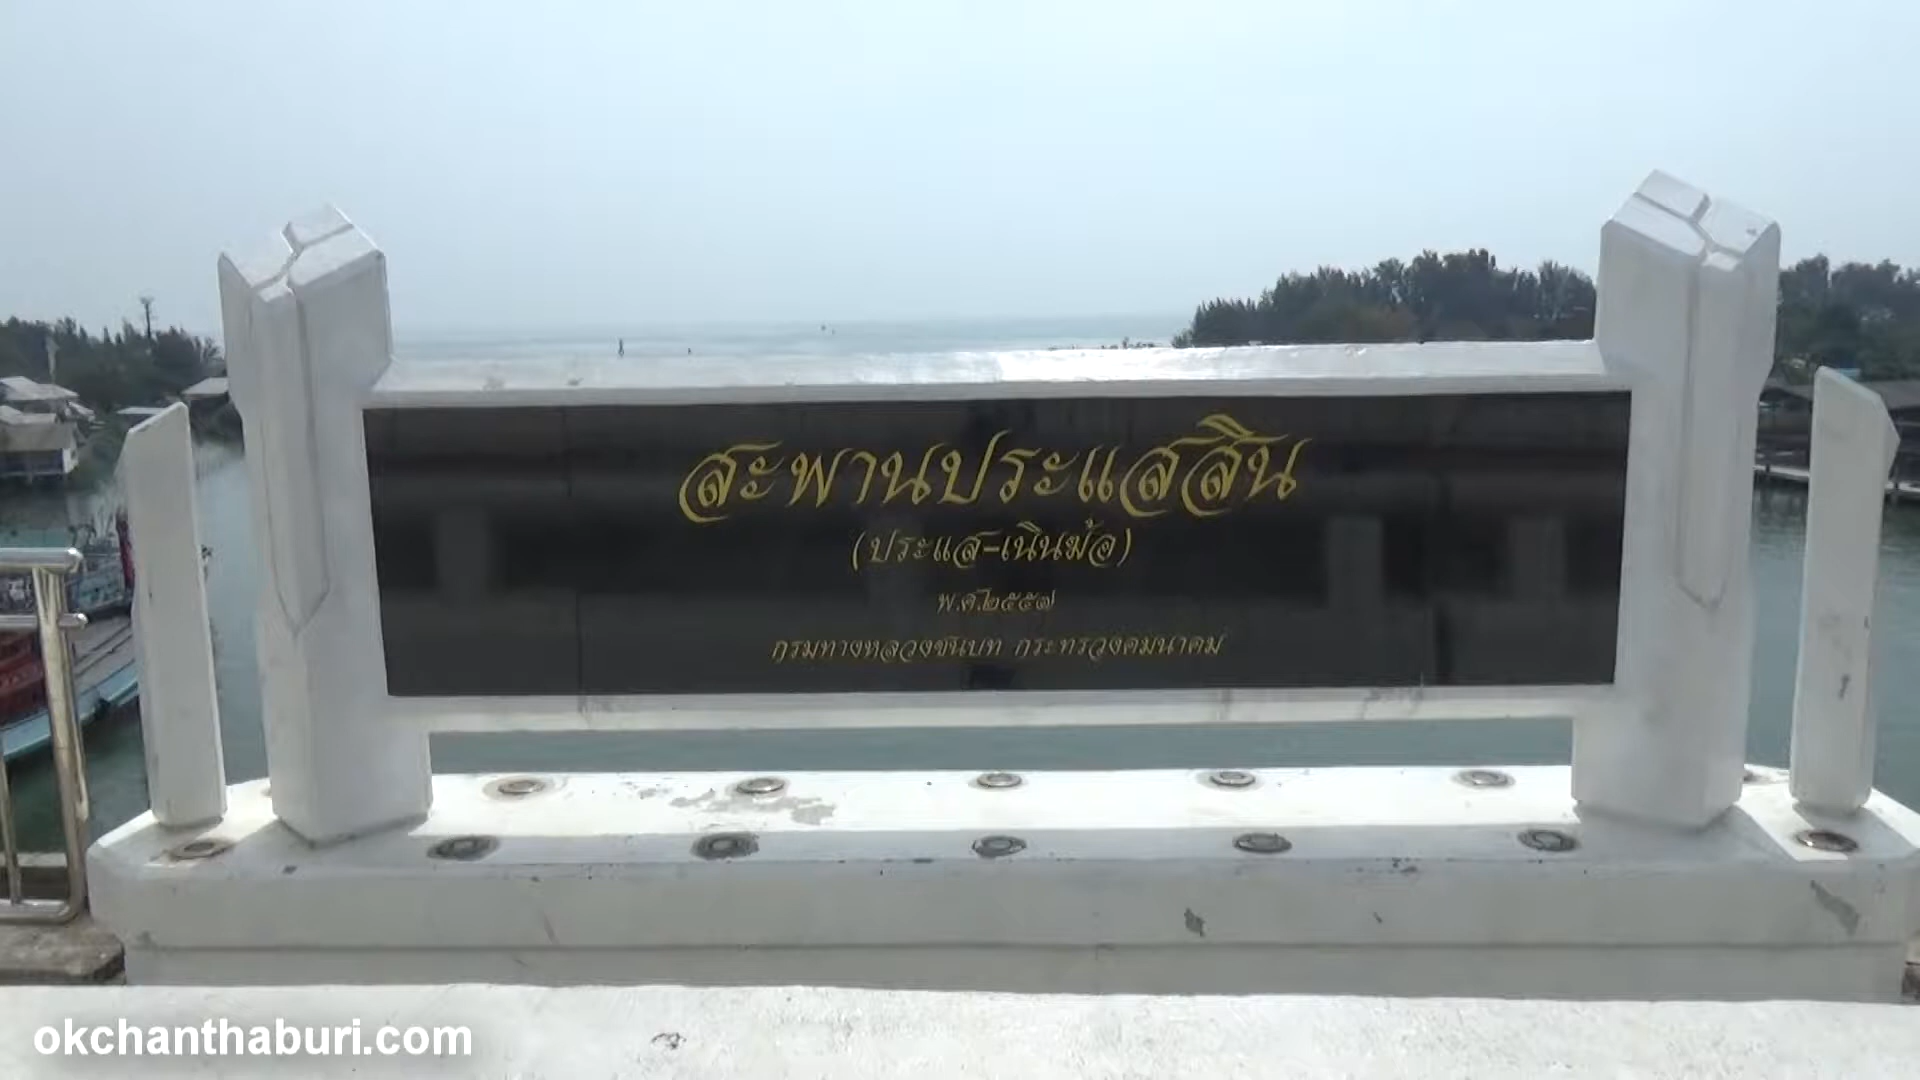 สะพานประแสสิน
(ประแส-เนินฆ้อ)
พ.ศ.๒๕๕๗
กรมทางหลวงชนบท กระทรวงคมนาคม
okchanthaburi.com